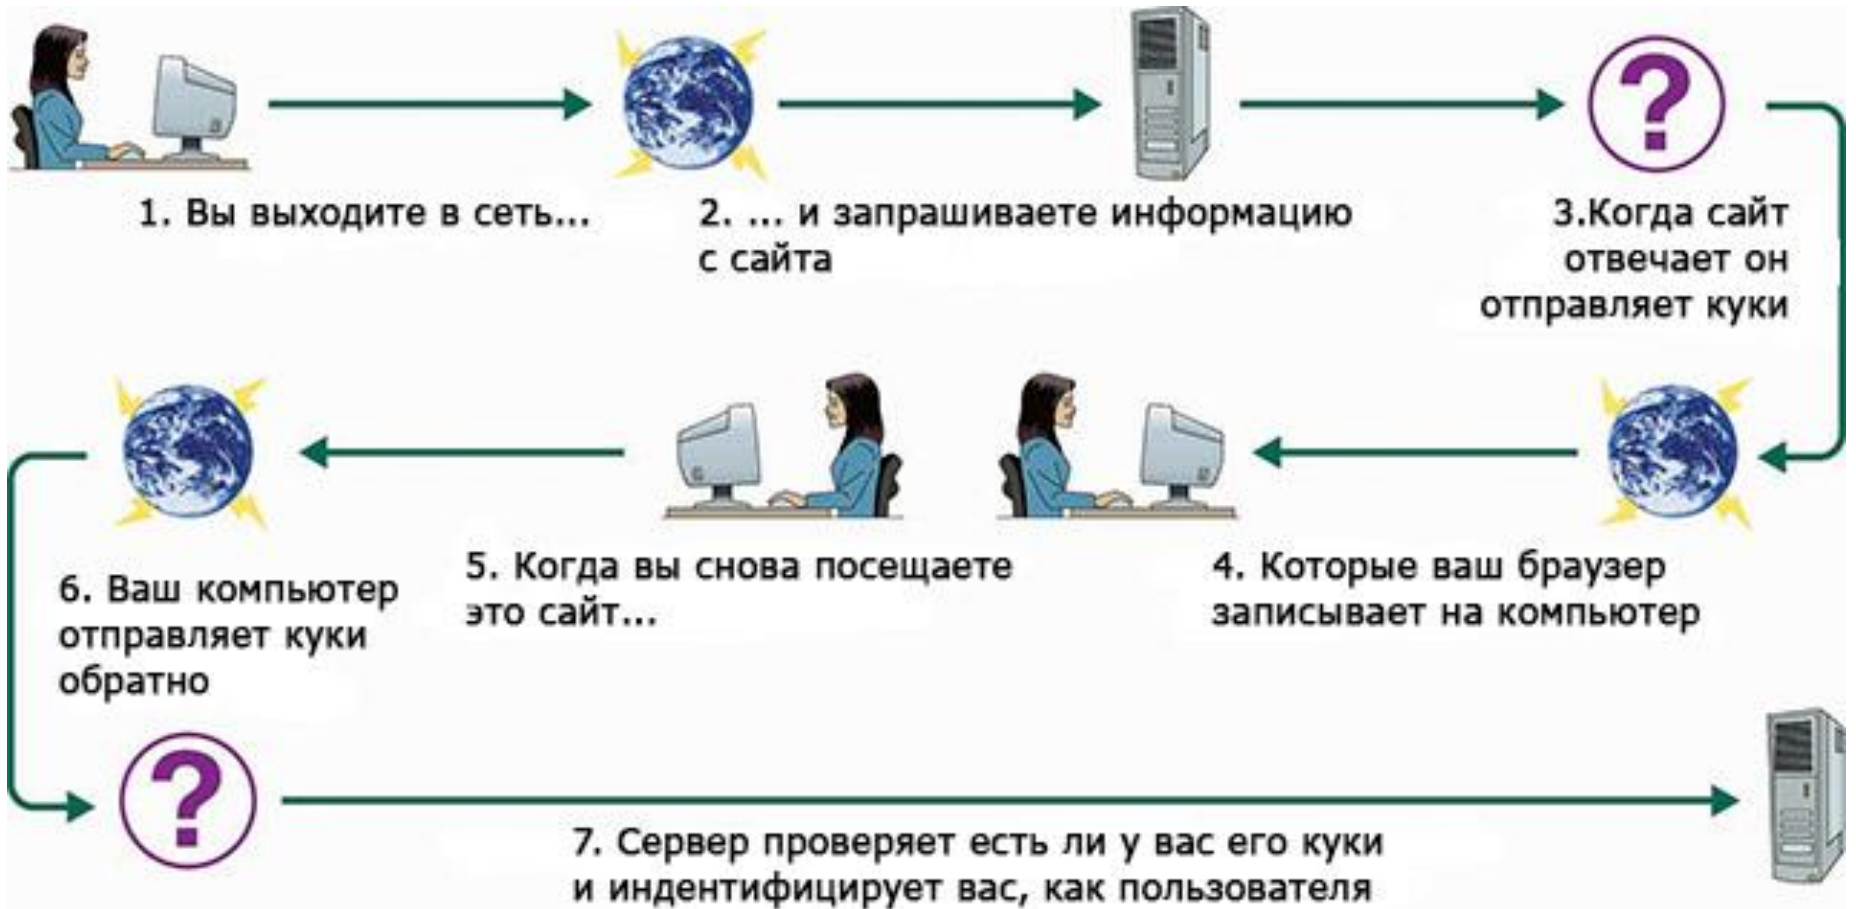 1. Вы выходите в сеть...
2. ... и запрашиваете информацию
с сайта
3.Когда сайт
отвечает он
отправляет куки
4. Которые ваш браузер
записывает на компьютер
5. Когда вы снова посещаете
это сайт...
6. Ваш компьютер
отправляет куки
обратно
?
?
7. Сервер проверяет есть ли у вас его куки
и индентифицирует вас, как пользователя